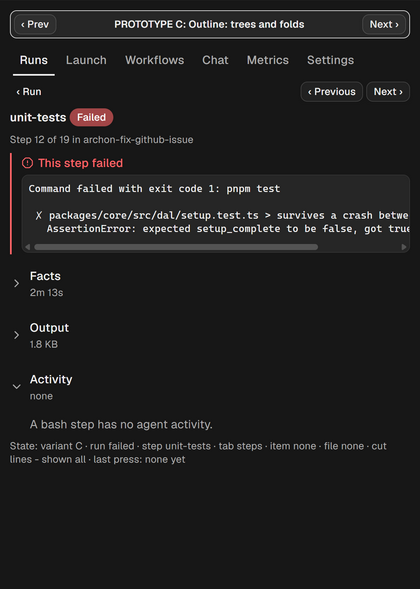 ‹ Prev
PROTOTYPE C: Outline: trees and folds
Next ›
Runs Launch Workflows Chat Metrics Settings
‹ Run
‹ Previous
Next ›
unit-tests Failed
Step 12 of 19 in archon-fix-github-issue
This step failed
Command failed with exit code 1: pnpm test
✗ packages/core/src/dal/setup.test.ts > survives a crash betwe
AssertionError: expected setup_complete to be false, got true
Facts
2m 13s
Output
1.8 KB
Activity
none
A bash step has no agent activity.
State: variant C · run failed · step unit-tests · tab steps · item none · file none · cut
lines - shown all · last press: none yet